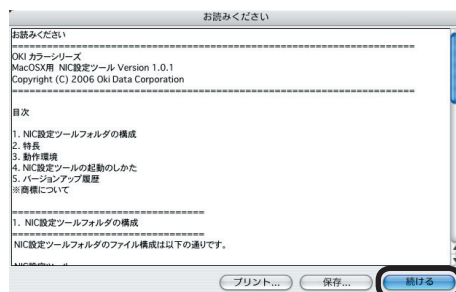 お読みください
お読みください
==========================================================
OKI カラーシリーズ
MacOSX用 NIC設定ツール Version 1.0.1
Copyright (C) 2006 Oki Data Corporation
==========================================================
目次
1. NIC設定ツールフォルダの構成
2. 特長
3. 動作環境
4. NIC設定ツールの起動のしかた
5. バージョンアップ履歴
※商標について
================================
1. NIC設定ツールフォルダの構成
================================
NIC設定ツールフォルダのファイル構成は以下の通りです。
プリント... 保存... 続ける